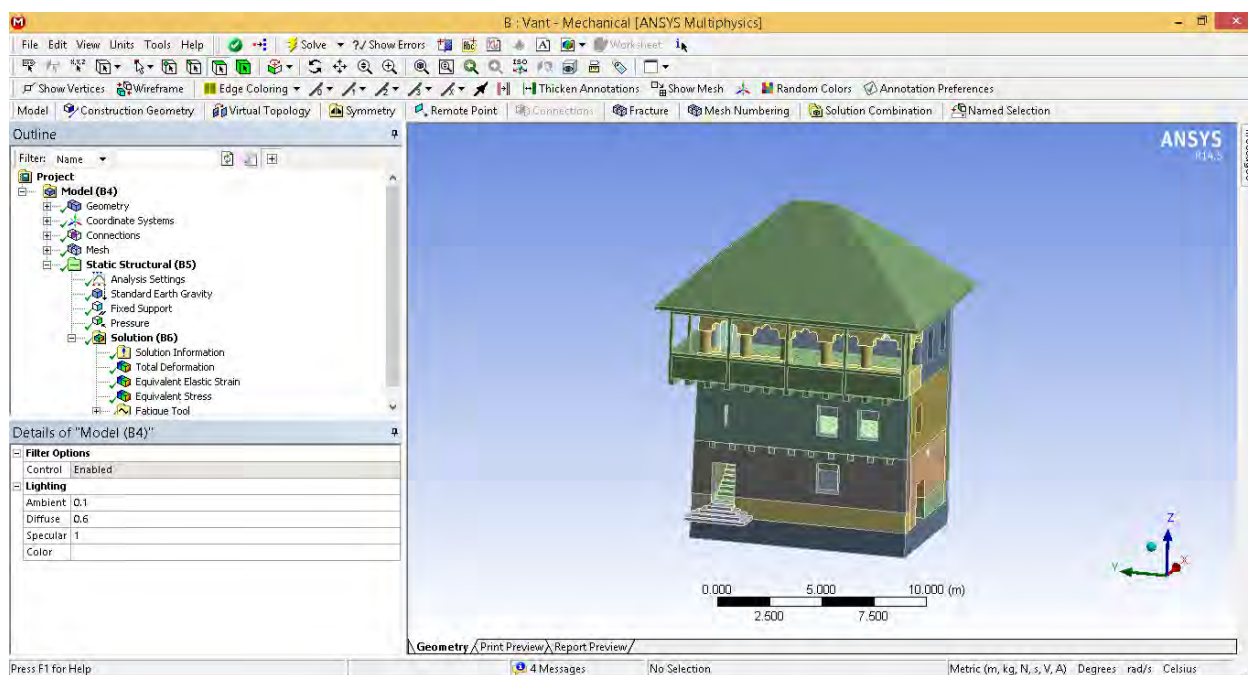 B : Vant - Mechanical [ANSYS Multiphysics]
File Edit View Units Tools Help Solve ?/ Show Errors Worksheet
Show Vertices Wireframe Edge Coloring Thicken Annotations Show Mesh Random Colors Annotation Preferences
Model Construction Geometry Virtual Topology Symmetry Remote Point Connections Fracture Mesh Numbering Solution Combination Named Selection
Outline
Filter: Name
Project
Model (B4)
Geometry
Coordinate Systems
Connections
Mesh
Static Structural (B5)
Analysis Settings
Standard Earth Gravity
Fixed Support
Pressure
Solution (B6)
Solution Information
Total Deformation
Equivalent Elastic Strain
Equivalent Stress
Fatigue Tool
Details of "Model (B4)"
Filter Options
Control Enabled
Lighting
Ambient 0.1
Diffuse 0.6
Specular 1
Color
ANSYS
R14.5
Z
Y X
0.000 5.000 10.000 (m)
2.500 7.500
Geometry Print Preview Report Preview
Press F1 for Help 4 Messages No Selection Metric (m, kg, N, s, V, A) Degrees rad/s Celsius